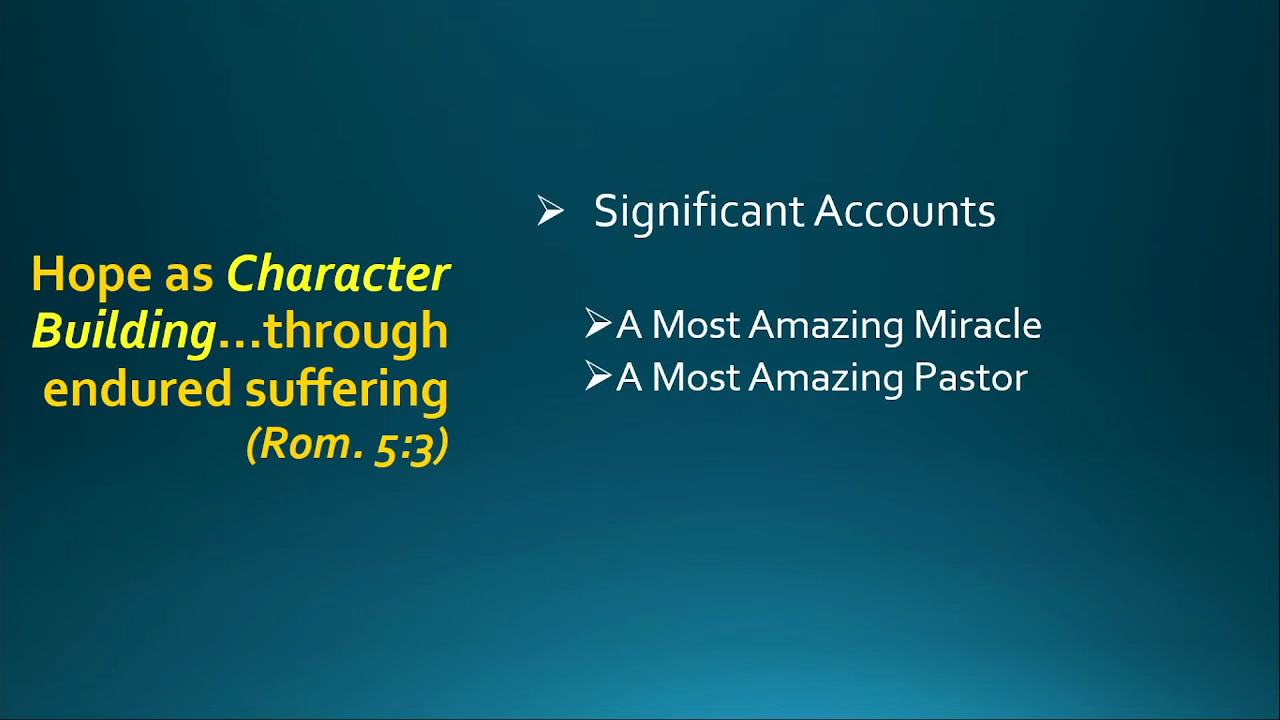 Hope as Character
Building...through
endured suffering
(Rom. 5:3)
➢ Significant Accounts
➢A Most Amazing Miracle
➢A Most Amazing Pastor